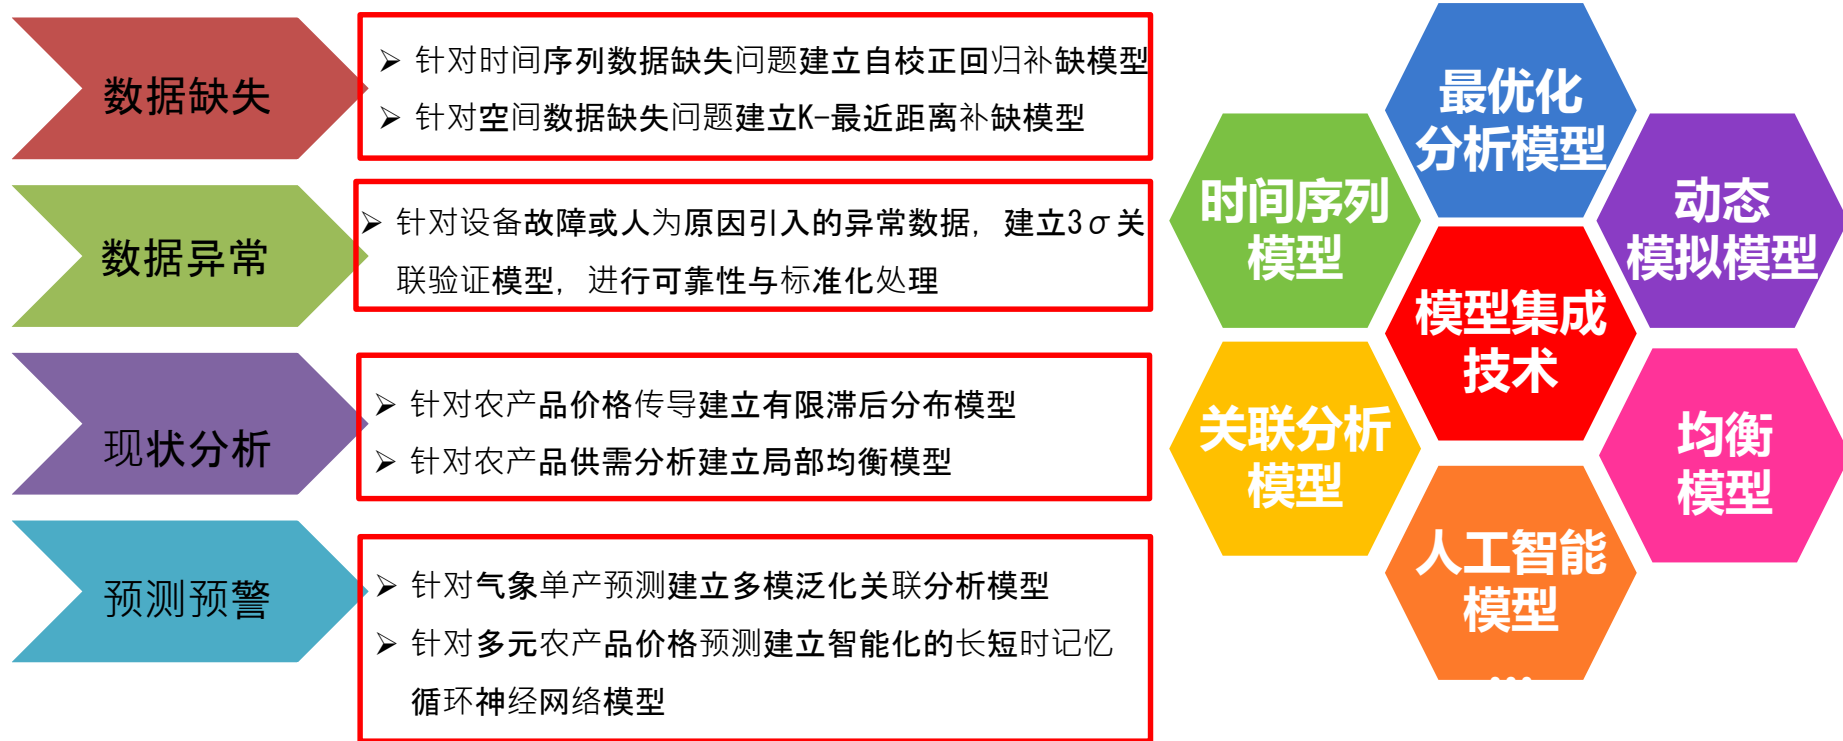 数据缺失
➢ 针对时间序列数据缺失问题建立自校正回归补缺模型
➢ 针对空间数据缺失问题建立K-最近距离补缺模型
数据异常
➢ 针对设备故障或人为原因引入的异常数据，建立3σ关
联验证模型，进行可靠性与标准化处理
现状分析
➢ 针对农产品价格传导建立有限滞后分布模型
➢ 针对农产品供需分析建立局部均衡模型
预测预警
➢ 针对气象单产预测建立多模泛化关联分析模型
➢ 针对多元农产品价格预测建立智能化的长短时记忆
循环神经网络模型
最优化
分析模型
时间序列
模型
动态
模拟模型
模型集成
技术
关联分析
模型
均衡
模型
人工智能
模型
...